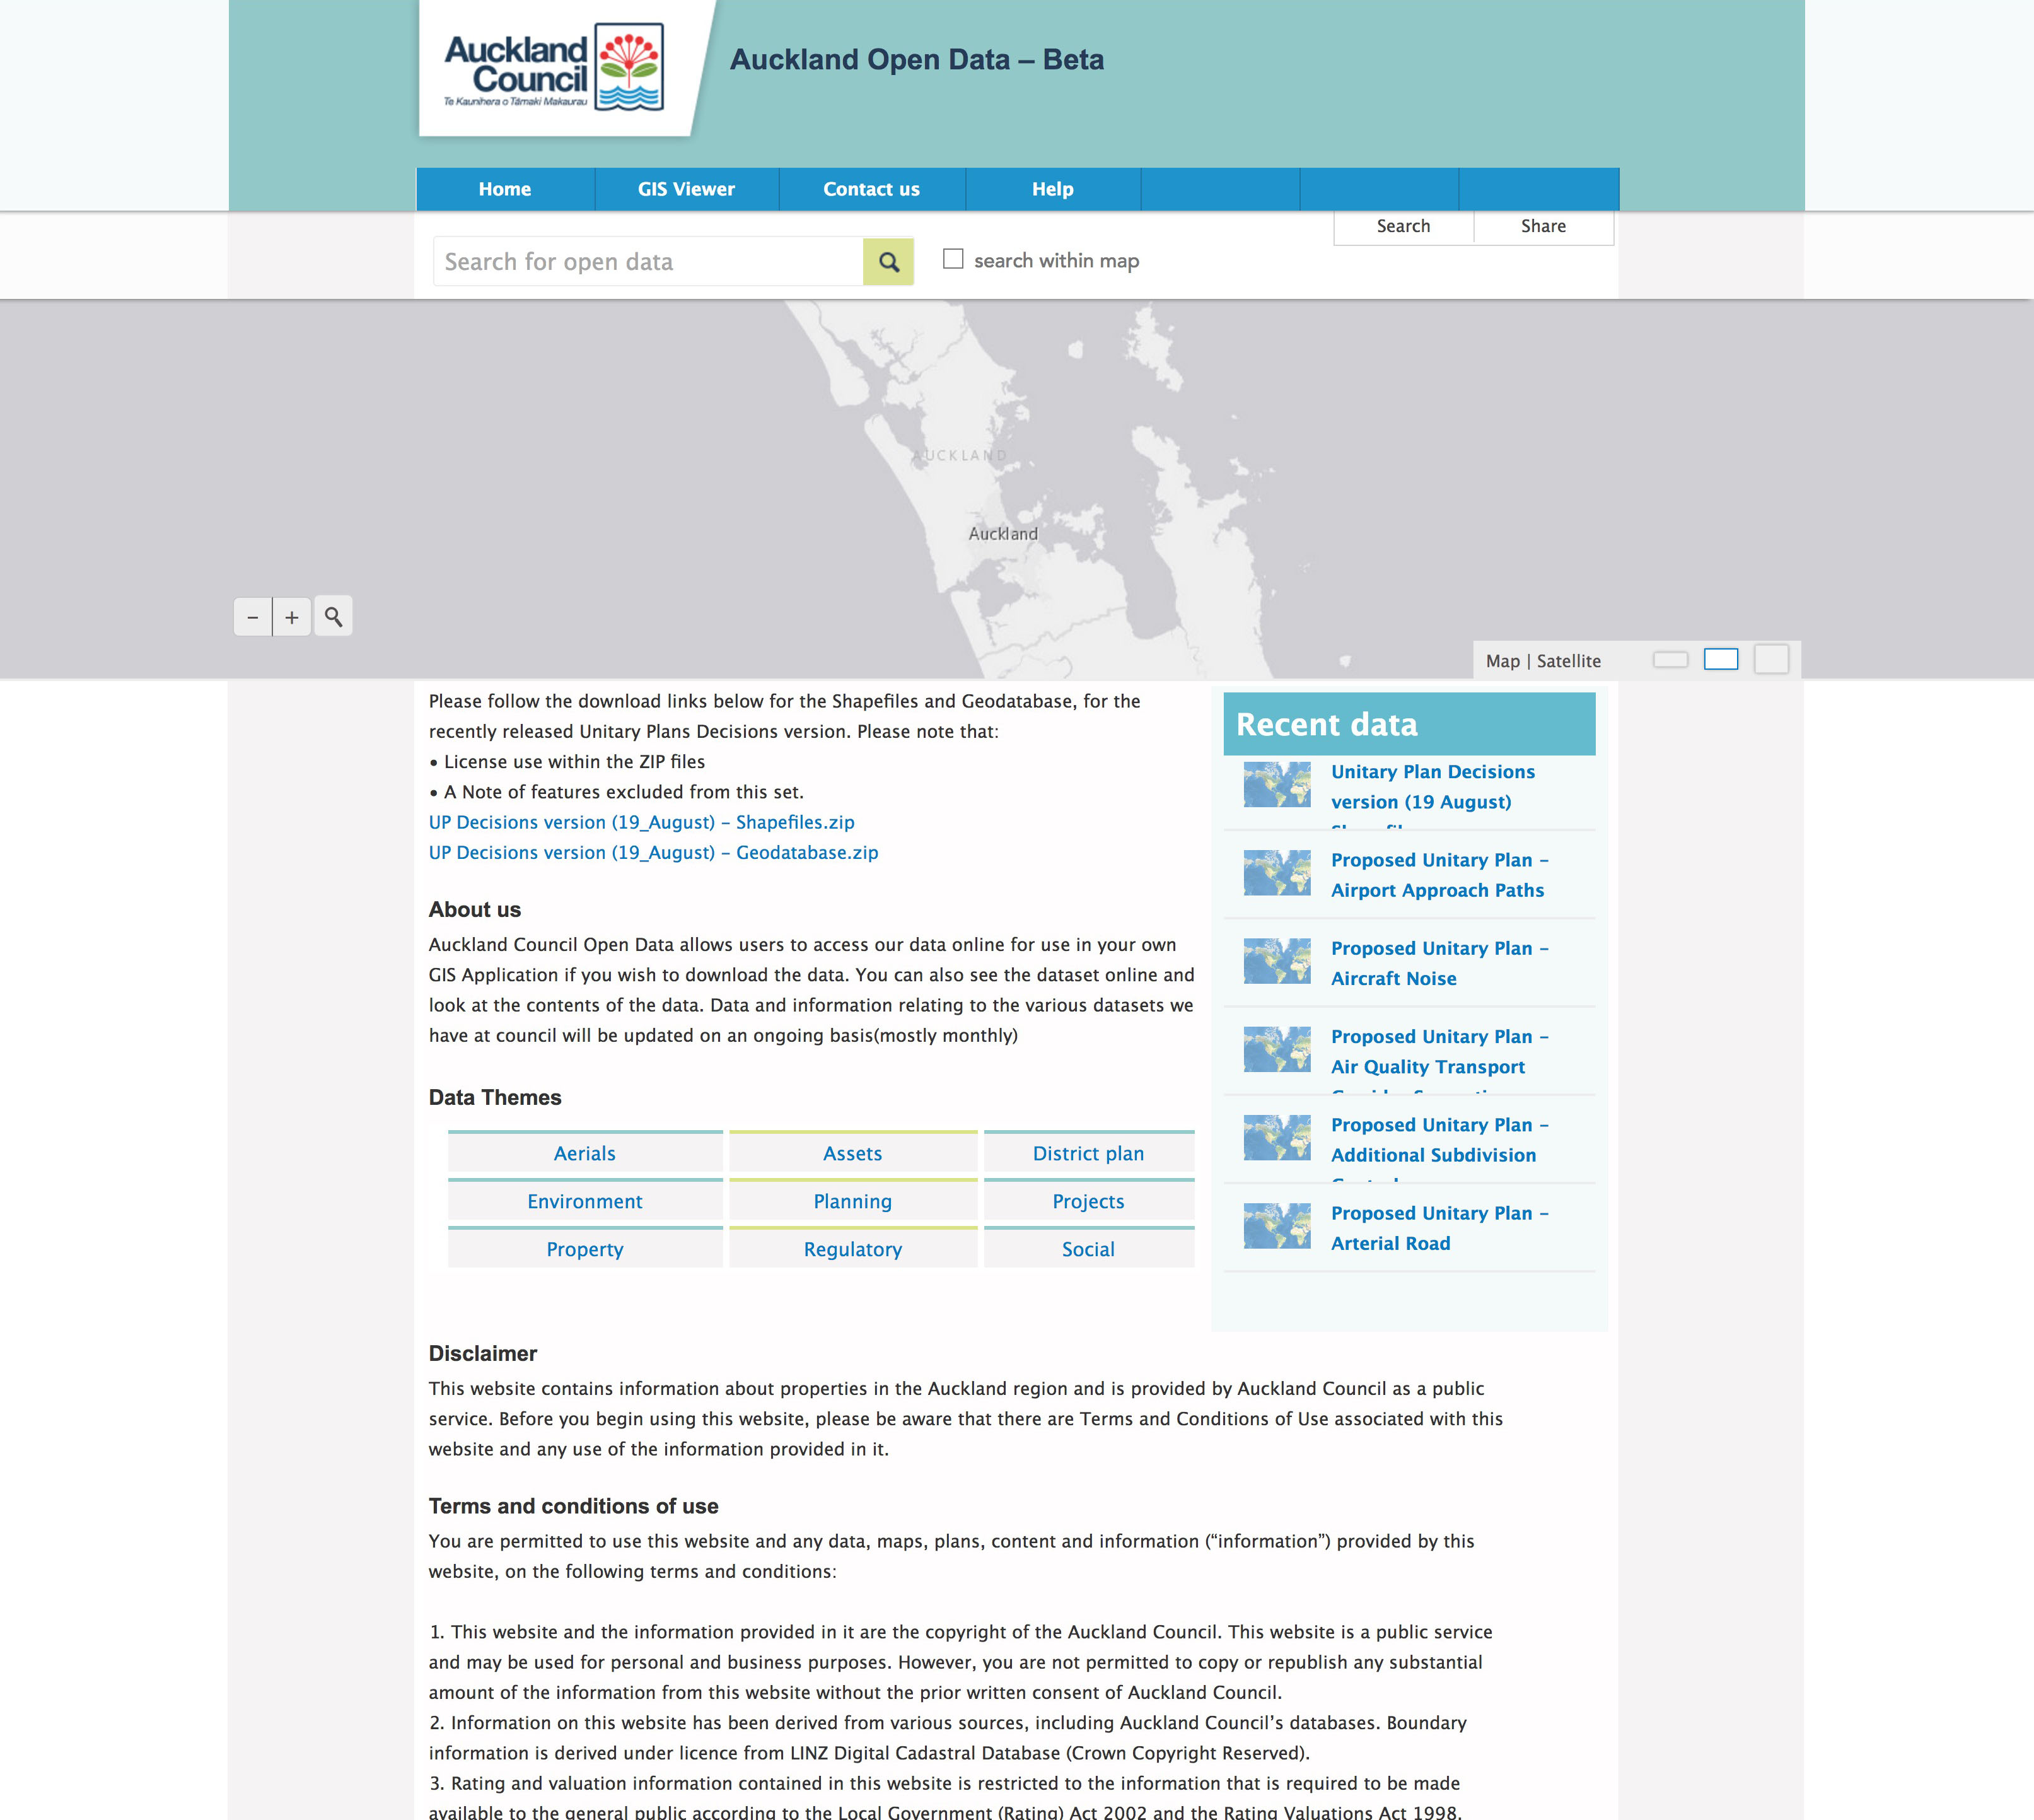 Auckland
Council
Te Kaunihera o Tāmaki Makaurau
Auckland Open Data – Beta
Home
GIS Viewer
Contact us
Help
Search
Share
Search for open data
search within map
AUCKLAND
Auckland
− +
Map | Satellite
Please follow the download links below for the Shapefiles and Geodatabase, for the
recently released Unitary Plans Decisions version. Please note that:
• License use within the ZIP files
• A Note of features excluded from this set.
UP Decisions version (19_August) – Shapefiles.zip
UP Decisions version (19_August) – Geodatabase.zip
About us
Auckland Council Open Data allows users to access our data online for use in your own
GIS Application if you wish to download the data. You can also see the dataset online and
look at the contents of the data. Data and information relating to the various datasets we
have at council will be updated on an ongoing basis(mostly monthly)
Data Themes
Aerials
Assets
District plan
Environment
Planning
Projects
Property
Regulatory
Social
Recent data
Unitary Plan Decisions
version (19 August)
Proposed Unitary Plan –
Airport Approach Paths
Proposed Unitary Plan –
Aircraft Noise
Proposed Unitary Plan –
Air Quality Transport
Proposed Unitary Plan –
Additional Subdivision
Proposed Unitary Plan –
Arterial Road
Disclaimer
This website contains information about properties in the Auckland region and is provided by Auckland Council as a public
service. Before you begin using this website, please be aware that there are Terms and Conditions of Use associated with this
website and any use of the information provided in it.
Terms and conditions of use
You are permitted to use this website and any data, maps, plans, content and information (“information”) provided by this
website, on the following terms and conditions:
1. This website and the information provided in it are the copyright of the Auckland Council. This website is a public service
and may be used for personal and business purposes. However, you are not permitted to copy or republish any substantial
amount of the information from this website without the prior written consent of Auckland Council.
2. Information on this website has been derived from various sources, including Auckland Council’s databases. Boundary
information is derived under licence from LINZ Digital Cadastral Database (Crown Copyright Reserved).
3. Rating and valuation information contained in this website is restricted to the information that is required to be made
available to the general public according to the Local Government (Rating) Act 2002 and the Rating Valuations Act 1998.